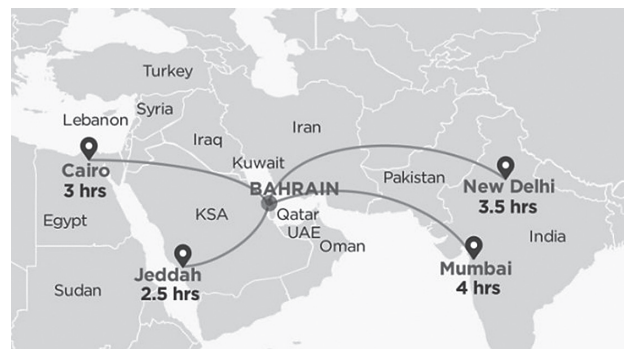 Turkey
Lebanon
Syria
Iraq
Iran
Kuwait
Cairo
3 hrs
BAHRAIN
Pakistan
New Delhi
3.5 hrs
Egypt
KSA
Qatar
UAE
Oman
India
Jeddah
2.5 hrs
Mumbai
4 hrs
Sudan